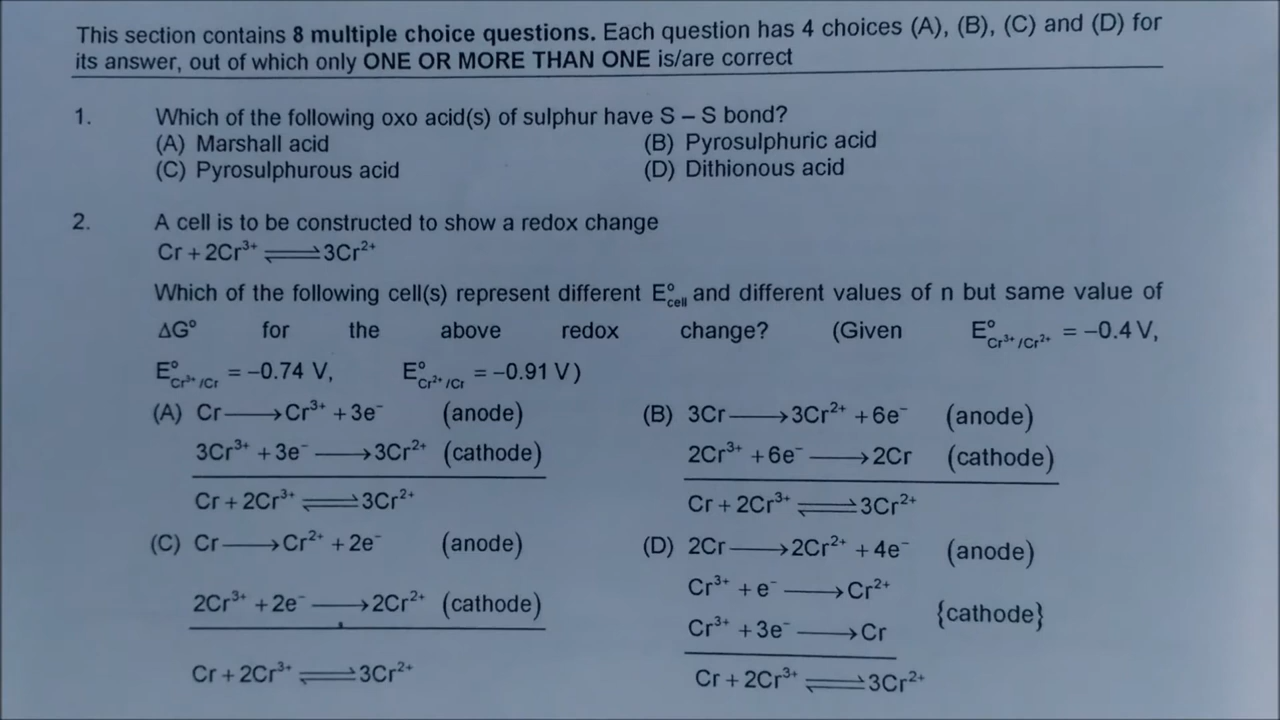 This section contains 8 multiple choice questions. Each question has 4 choices (A), (B), (C) and (D) for
its answer, out of which only ONE OR MORE THAN ONE is/are correct
1. Which of the following oxo acid(s) of sulphur have S – S bond?
(A) Marshall acid (B) Pyrosulphuric acid
(C) Pyrosulphurous acid (D) Dithionous acid
2. A cell is to be constructed to show a redox change
Cr + 2Cr³⁺ ⇌ 3Cr²⁺
Which of the following cell(s) represent different E°cell and different values of n but same value of
ΔG° for the above redox change? (Given E°Cr³⁺/Cr²⁺ = –0.4 V,
E°Cr³⁺/Cr = –0.74 V, E°Cr²⁺/Cr = –0.91 V)
(A) Cr ⟶ Cr³⁺ + 3e⁻ (anode) (B) 3Cr ⟶ 3Cr²⁺ + 6e⁻ (anode)
3Cr³⁺ + 3e⁻ ⟶ 3Cr²⁺ (cathode) 2Cr³⁺ + 6e⁻ ⟶ 2Cr (cathode)
Cr + 2Cr³⁺ ⇌ 3Cr²⁺ Cr + 2Cr³⁺ ⇌ 3Cr²⁺
(C) Cr ⟶ Cr²⁺ + 2e⁻ (anode) (D) 2Cr ⟶ 2Cr²⁺ + 4e⁻ (anode)
Cr³⁺ + e⁻ ⟶ Cr²⁺
2Cr³⁺ + 2e⁻ ⟶ 2Cr²⁺ (cathode) {cathode}
Cr³⁺ + 3e⁻ ⟶ Cr
Cr + 2Cr³⁺ ⇌ 3Cr²⁺ Cr + 2Cr³⁺ ⇌ 3Cr²⁺